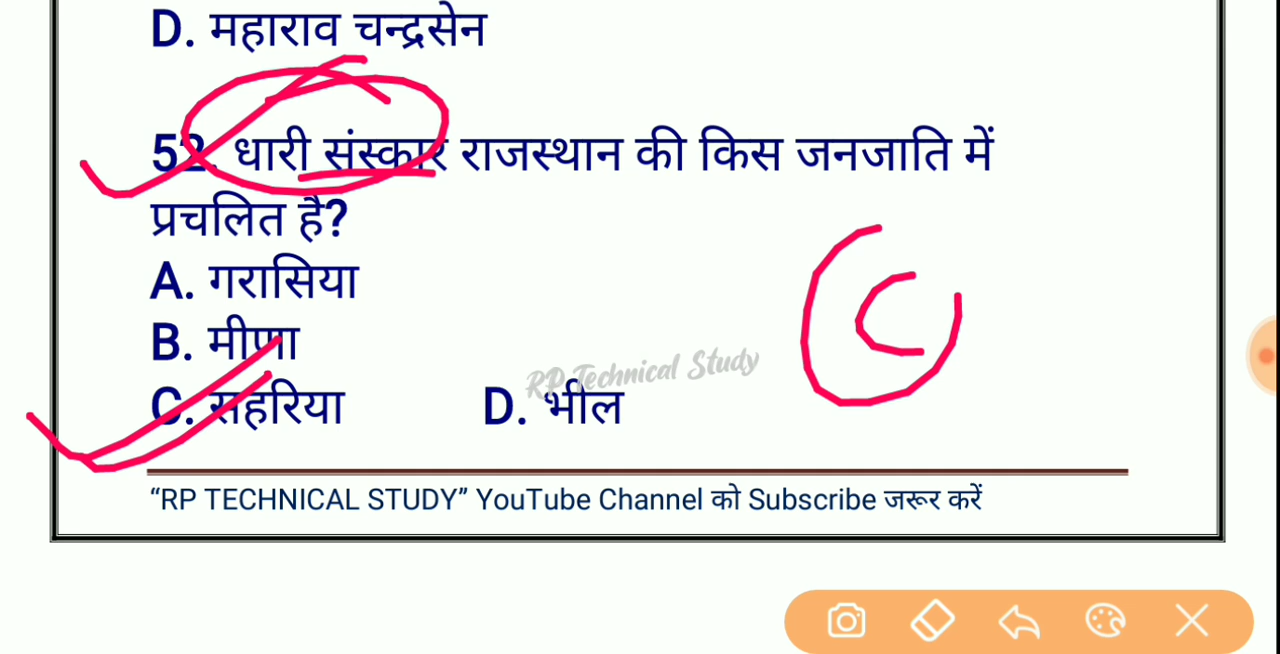 D. महाराव चन्द्रसेन
52. धारी संस्कार राजस्थान की किस जनजाति में
प्रचलित है?
A. गरासिया
B. मीणा
C. सहरिया D. भील
RP Technical Study
“RP TECHNICAL STUDY” YouTube Channel को Subscribe जरूर करें
C